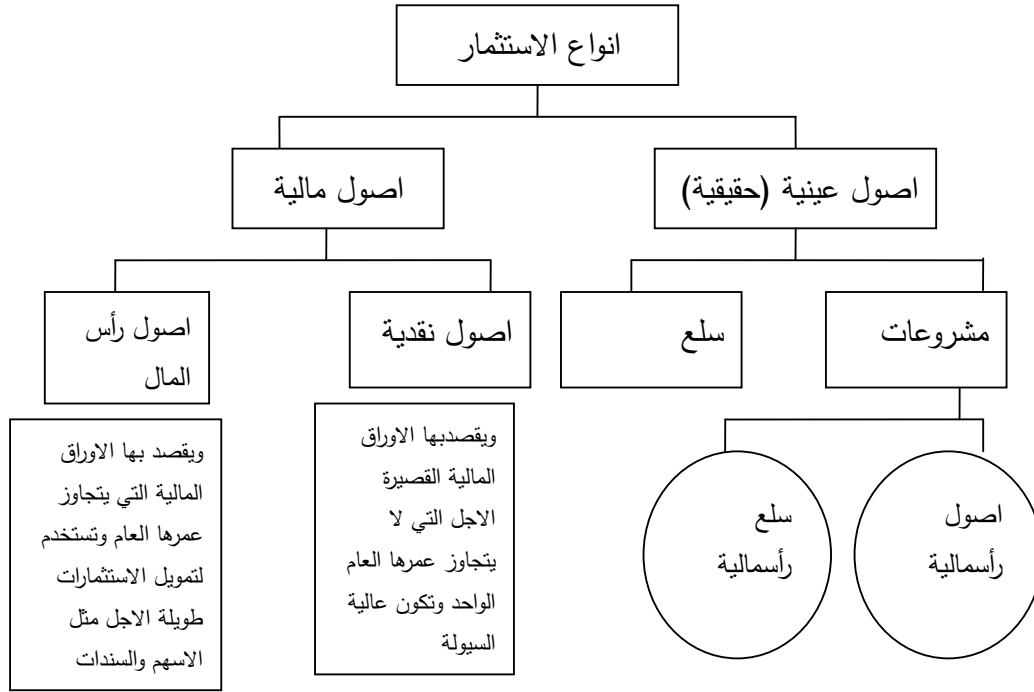 انواع الاستثمار
اصول عينية (حقيقية)
اصول مالية
مشروعات
سلع
اصول نقدية
اصول رأس
المال
اصول
رأسمالية
سلع
رأسمالية
ويقصدبها الاوراق
المالية القصيرة
الاجل التي لا
يتجاوز عمرها العام
الواحد وتكون عالية
السيولة
ويقصد بها الاوراق
المالية التي يتجاوز
عمرها العام وتستخدم
لتمويل الاستثمارات
طويلة الاجل مثل
الاسهم والسندات